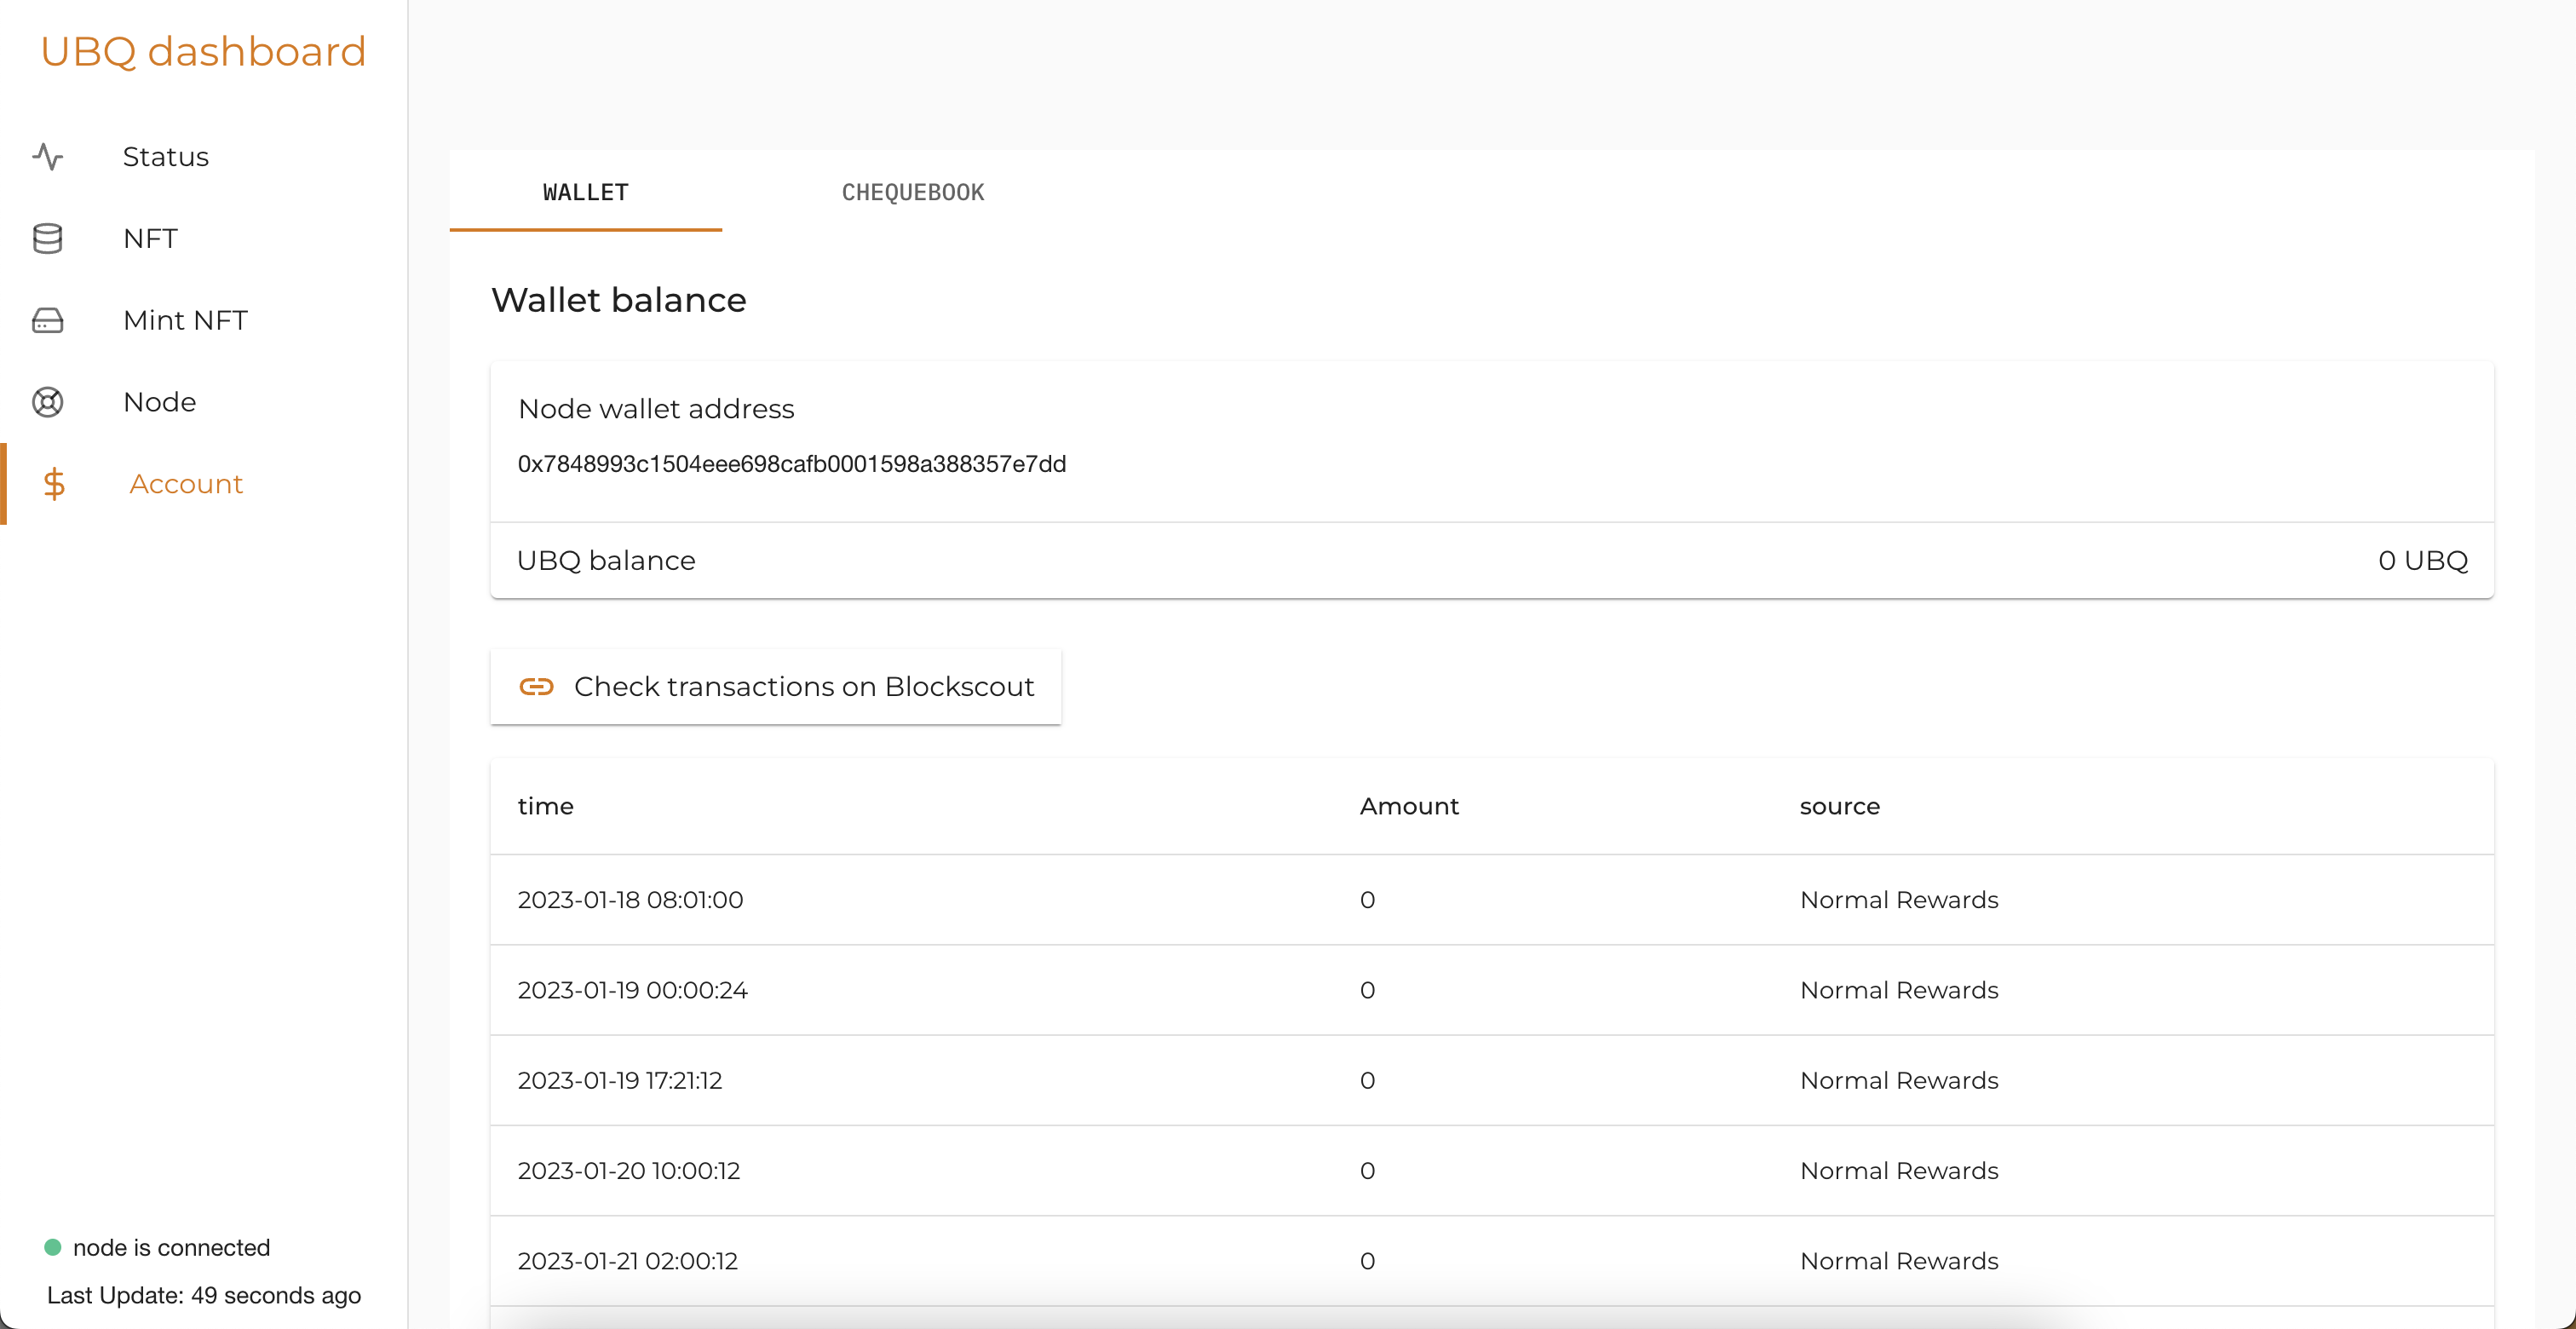 UBQ dashboard
Status
NFT
Mint NFT
Node
Account
node is connected
Last Update: 49 seconds ago
WALLET CHEQUEBOOK
Wallet balance
Node wallet address
0x7848993c1504eee698cafb0001598a388357e7dd
UBQ balance 0 UBQ
Check transactions on Blockscout
time Amount source
2023-01-18 08:01:00 0 Normal Rewards
2023-01-19 00:00:24 0 Normal Rewards
2023-01-19 17:21:12 0 Normal Rewards
2023-01-20 10:00:12 0 Normal Rewards
2023-01-21 02:00:12 0 Normal Rewards